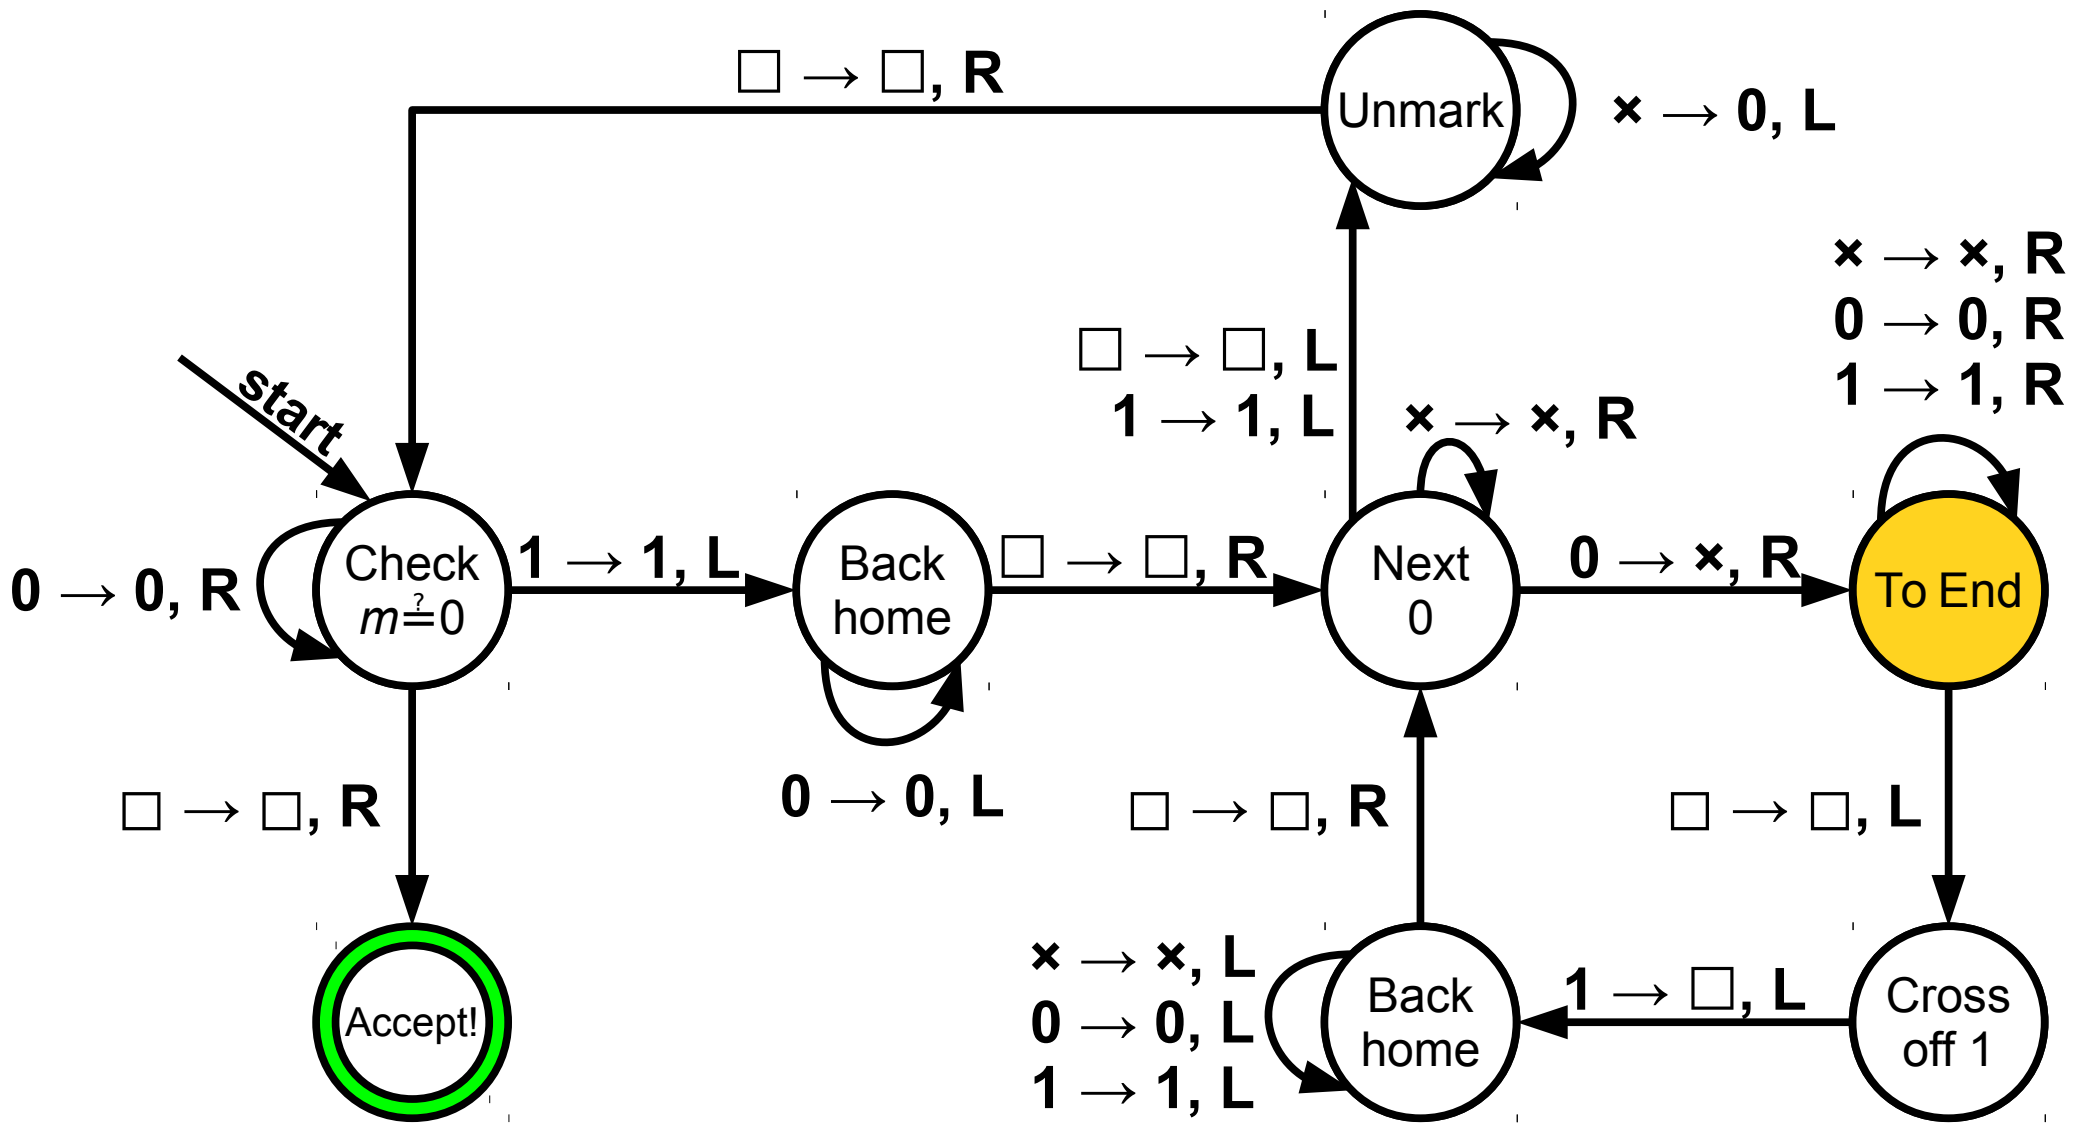 □ → □, R
Unmark
× → 0, L
× → ×, R
0 → 0, R
1 → 1, R
□ → □, L
1 → 1, L
× → ×, R
start
0 → 0, R
Check
m≟0
1 → 1, L
Back
home
□ → □, R
Next
0
0 → ×, R
To End
0 → 0, L
□ → □, R
□ → □, R
□ → □, L
Accept!
× → ×, L
0 → 0, L
1 → 1, L
Back
home
1 → □, L
Cross
off 1